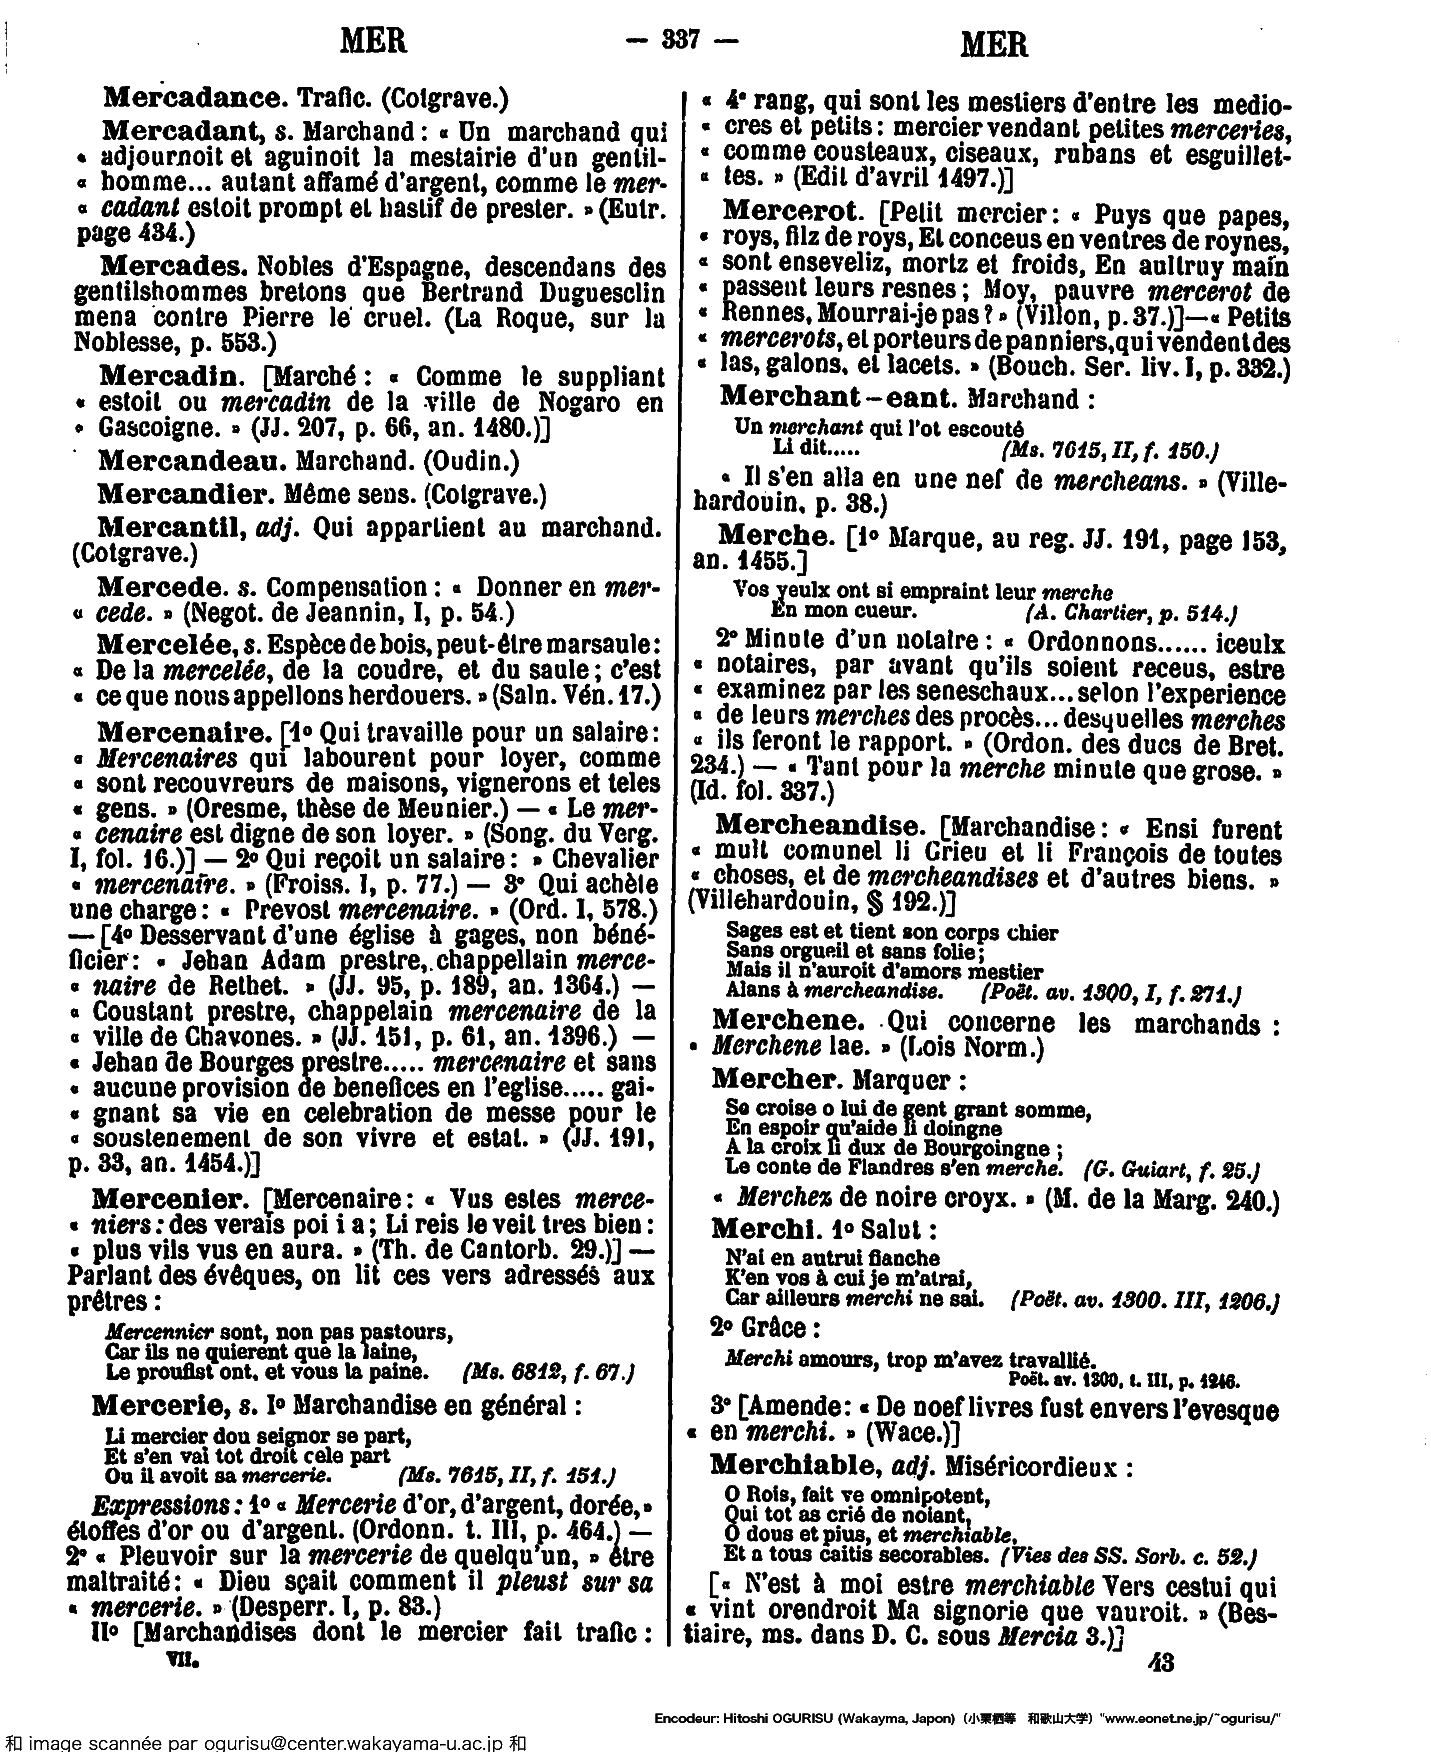 MER
— 337 —
MER
Mercadance. Trafic. (Cotgrave.)
Mercadant, s. Marchand : « Un marchand qui
« adjournoit et aguinoit la mestairie d'un gentil-
« homme... autant affamé d'argent, comme le mer-
« cadant estoit prompt et hastif de prester. » (Eutr.
page 434.)
Mercades. Nobles d'Espagne, descendans des
gentilshommes bretons que Bertrand Duguesclin
mena contre Pierre le cruel. (La Roque, sur la
Noblesse, p. 553.)
Mercadin. [Marché : « Comme le suppliant
« estoit ou mercadin de la ville de Nogaro en
« Gascoigne. » (JJ. 207, p. 66, an. 1480.)]
Mercandeau. Marchand. (Oudin.)
Mercandier. Même sens. (Cotgrave.)
Mercantil, adj. Qui appartient au marchand.
(Cotgrave.)
Mercede. s. Compensation : « Donner en mer-
« cede. » (Negot. de Jeannin, I, p. 54.)
Mercelée, s. Espèce de bois, peut-être marsaule :
« De la mercelée, de la coudre, et du saule ; c'est
« ce que nous appellons herdouers. » (Saln. Vén. 17.)
Mercenaire. [1º Qui travaille pour un salaire :
« Mercenaires qui labourent pour loyer, comme
« sont recouvreurs de maisons, vignerons et teles
« gens. » (Oresme, thèse de Meunier.) — « Le mer-
« cenaire est digne de son loyer. » (Song. du Verg.
I, fol. 16.)] — 2º Qui reçoit un salaire : » Chevalier
« mercenaire. » (Froiss. I, p. 77.) — 3º Qui achète
une charge : « Prevost mercenaire. » (Ord. I, 578.)
— [4º Desservant d'une église à gages, non béné-
ficier : « Jehan Adam prestre, chappellain merce-
« naire de Rethet. » (JJ. 95, p. 189, an. 1364.) —
« Coustant prestre, chappelain mercenaire de la
« ville de Chavones. » (JJ. 151, p. 61, an. 1396.) —
« Jehan de Bourges prestre..... mercenaire et sans
« aucune provision de benefices en l'eglise..... gai-
« gnant sa vie en celebration de messe pour le
« soustenement de son vivre et estat. » (JJ. 191,
p. 33, an. 1454.)]
Mercenier. [Mercenaire : « Vus estes merce-
« niers : des verais poi i a ; Li reis le veit tres bien :
« plus vils vus en aura. » (Th. de Cantorb. 29.)] —
Parlant des évêques, on lit ces vers adressés aux
prêtres :
Mercennier sont, non pas pastours,
Car ils ne quierent que la laine,
Le proufist ont, et vous la paine. (Ms. 6812, f. 67.)
Mercerie, s. Iº Marchandise en général :
Li mercier dou seignor se part,
Et s'en vai tot droit cele part
Ou il avoit sa mercerie. (Ms. 7615, II, f. 151.)
Expressions : 1º « Mercerie d'or, d'argent, dorée, »
étoffes d'or ou d'argent. (Ordonn. t. III, p. 464.) —
2º « Pleuvoir sur la mercerie de quelqu'un, » être
maltraité : « Dieu sçait comment il pleust sur sa
« mercerie. » (Desperr. I, p. 83.)
IIº [Marchandises dont le mercier fait trafic :
VII.
« 4º rang, qui sont les mestiers d'entre les medio-
« cres et petits : mercier vendant petites merceries,
« comme cousteaux, ciseaux, rubans et esguillet-
« tes. » (Edit d'avril 1497.)]
Mercerot. [Petit mercier : « Puys que papes,
« roys, filz de roys, Et conceus en ventres de roynes,
« sont enseveliz, mortz et froids, En aultruy main
« passent leurs resnes ; Moy, pauvre mercerot de
« Rennes, Mourrai-je pas ? » (Villon, p. 37.)] — « Petits
« mercerots, et porteurs de panniers, qui vendent des
« las, galons, et lacets. » (Bouch. Ser. liv. I, p. 332.)
Merchant – eant. Marchand :
Un merchant qui l'ot escouté
Li dit..... (Ms. 7615, II, f. 150.)
« Il s'en alla en une nef de mercheans. » (Ville-
hardouin, p. 38.)
Merche. [1º Marque, au reg. JJ. 191, page 153,
an. 1455.]
Vos yeulx ont si empraint leur merche
En mon cueur. (A. Chartier, p. 514.)
2º Minute d'un notaire : « Ordonnons...... iceulx
« notaires, par avant qu'ils soient receus, estre
« examinez par les seneschaux... selon l'experience
« de leurs merches des procès... desquelles merches
« ils feront le rapport. » (Ordon. des ducs de Bret.
234.) — « Tant pour la merche minute que grose. »
(Id. fol. 337.)
Mercheandise. [Marchandise : « Ensi furent
« mult comunel li Grieu et li François de toutes
« choses, et de mercheandises et d'autres biens. »
(Villehardouin, § 192.)]
Sages est et tient son corps chier
Sans orgueil et sans folie ;
Mais il n'auroit d'amors mestier
Alans à mercheandise. (Poët. av. 1300, I, f. 271.)
Merchene. Qui concerne les marchands :
« Merchene lae. » (Lois Norm.)
Mercher. Marquer :
Se croise o lui de gent grant somme,
En espoir qu'aide li doingne
A la croix li dux de Bourgoingne ;
Le conte de Flandres s'en merche. (G. Guiart, f. 25.)
« Merchez de noire croyx. » (M. de la Marg. 240.)
Merchi. 1º Salut :
N'ai en autrui fianche
K'en vos à cui je m'atrai,
Car ailleurs merchi ne sai. (Poët. av. 1300. III, 1206.)
2º Grâce :
Merchi amours, trop m'avez travallié.
Poët. av. 1300, t. III, p. 1246.
3º [Amende : « De noef livres fust envers l'evesque
« en merchi. » (Wace.)]
Merchiable, adj. Miséricordieux :
O Rois, fait ve omnipotent,
Qui tot as crié de noiant,
O dous et pius, et merchiable,
Et a tous caitis secorables. (Vies des SS. Sorb. c. 52.)
[« N'est à moi estre merchiable Vers cestui qui
« vint orendroit Ma signorie que vauroit. » (Bes-
tiaire, ms. dans D. C. sous Mercia 3.)]
43
Encodeur: Hitoshi OGURISU (Wakayma, Japon) (小栗栖等 和歌山大学) "www.eonet.ne.jp/~ogurisu/"
和 image scannée par ogurisu@center.wakayama-u.ac.jp 和